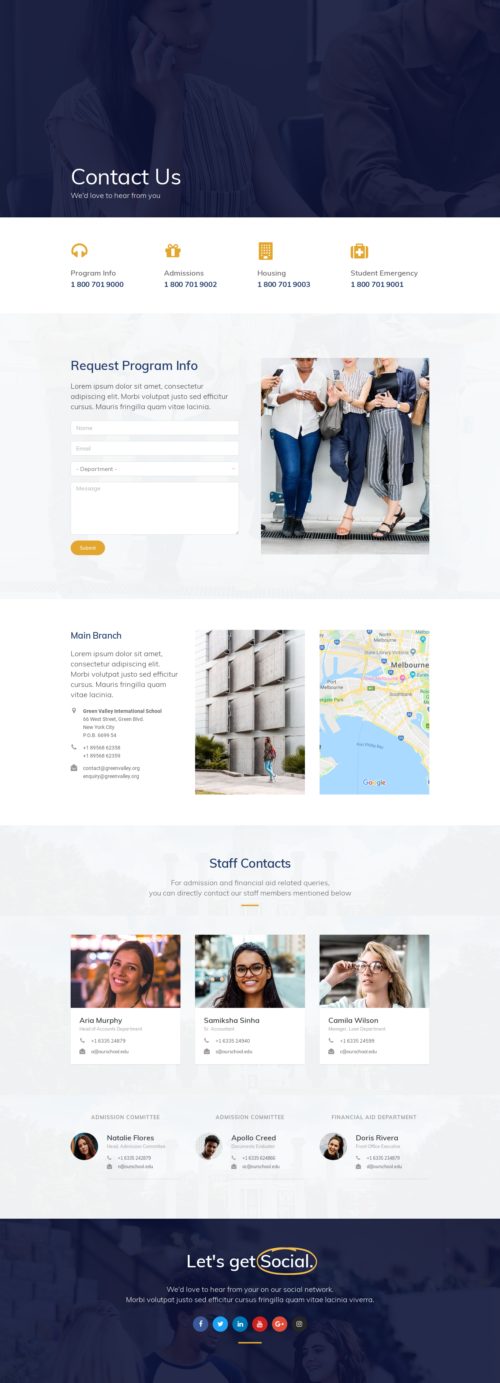 Contact Us
We'd love to hear from you
Program Info
1 800 701 9000
Admissions
1 800 701 9002
Housing
1 800 701 9003
Student Emergency
1 800 701 9001
Request Program Info
Lorem ipsum dolor sit amet, consectetur
adipiscing elit. Morbi volutpat justo sed efficitur
cursus. Mauris fringilla quam vitae lacinia.
Name
Email
- Department -
Message
Submit
Main Branch
Lorem ipsum dolor sit amet, consectetur
adipiscing elit. Morbi volutpat justo sed efficitur
cursus. Mauris fringilla quam vitae lacinia.
Green Valley International School
66 West Street, Green Blvd.
New York City
P.O.B. 6699-54
+1 89568 62358
+1 89568 62359
contact@greenvalley.org
enquiry@greenvalley.org
North
Melbourne
State Library Victoria
Melbourne
Port
Melbourne
Southbank
Google
Staff Contacts
For admission and financial aid related queries,
you can directly contact our staff members mentioned below
Aria Murphy
Head of Accounts Department
+1 6335 24879
a@ourschool.edu
Samiksha Sinha
Sr. Accountant
+1 6335 24940
s@ourschool.edu
Camila Wilson
Manager, Loan Department
+1 6335 24599
c@ourschool.edu
ADMISSION COMMITTEE
Natalie Flores
Head, Admission Committee
+1 6335 242879
n@ourschool.edu
ADMISSION COMMITTEE
Apollo Creed
Documents Evaluator
+1 6335 624866
ac@ourschool.edu
FINANCIAL AID DEPARTMENT
Doris Rivera
Front Office Executive
+1 6335 234879
d@ourschool.edu
Let's get Social.
We'd love to hear from your on our social network.
Morbi volutpat justo sed efficitur cursus fringilla quam vitae lacinia viverra.